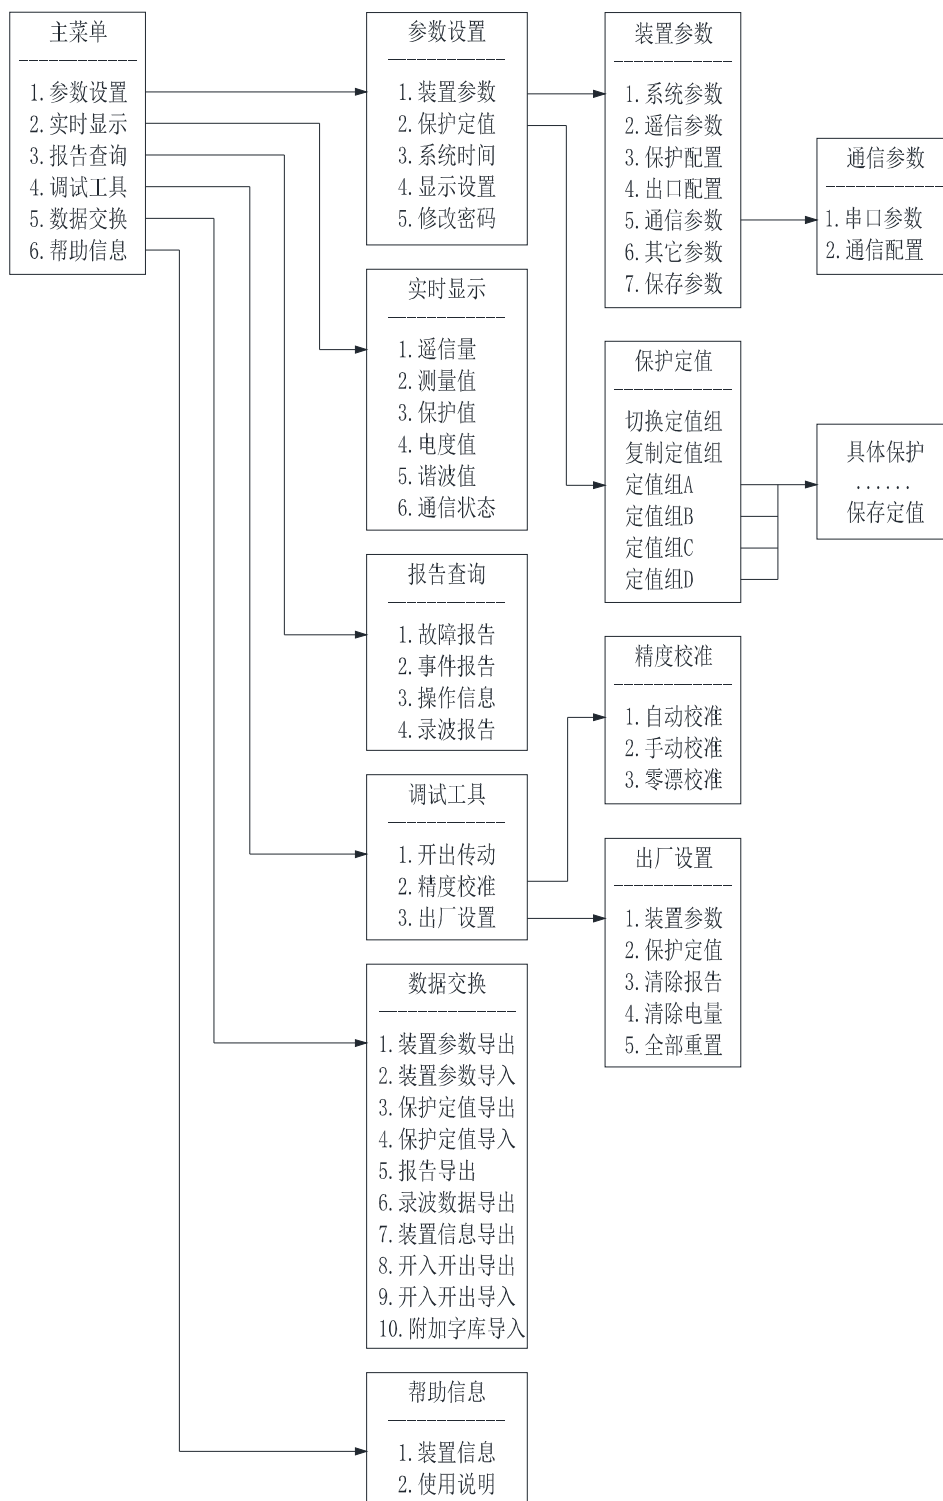 主菜单
1.参数设置
2.实时显示
3.报告查询
4.调试工具
5.数据交换
6.帮助信息
参数设置
1.装置参数
2.保护定值
3.系统时间
4.显示设置
5.修改密码
装置参数
1.系统参数
2.遥信参数
3.保护配置
4.出口配置
5.通信参数
6.其它参数
7.保存参数
通信参数
1.串口参数
2.通信配置
实时显示
1.遥信量
2.测量值
3.保护值
4.电度值
5.谐波值
6.通信状态
保护定值
切换定值组
复制定值组
定值组A
定值组B
定值组C
定值组D
具体保护
......
保存定值
报告查询
1.故障报告
2.事件报告
3.操作信息
4.录波报告
精度校准
1.自动校准
2.手动校准
3.零漂校准
调试工具
1.开出传动
2.精度校准
3.出厂设置
出厂设置
1.装置参数
2.保护定值
3.清除报告
4.清除电量
5.全部重置
数据交换
1.装置参数导出
2.装置参数导入
3.保护定值导出
4.保护定值导入
5.报告导出
6.录波数据导出
7.装置信息导出
8.开入开出导出
9.开入开出导入
10.附加字库导入
帮助信息
1.装置信息
2.使用说明